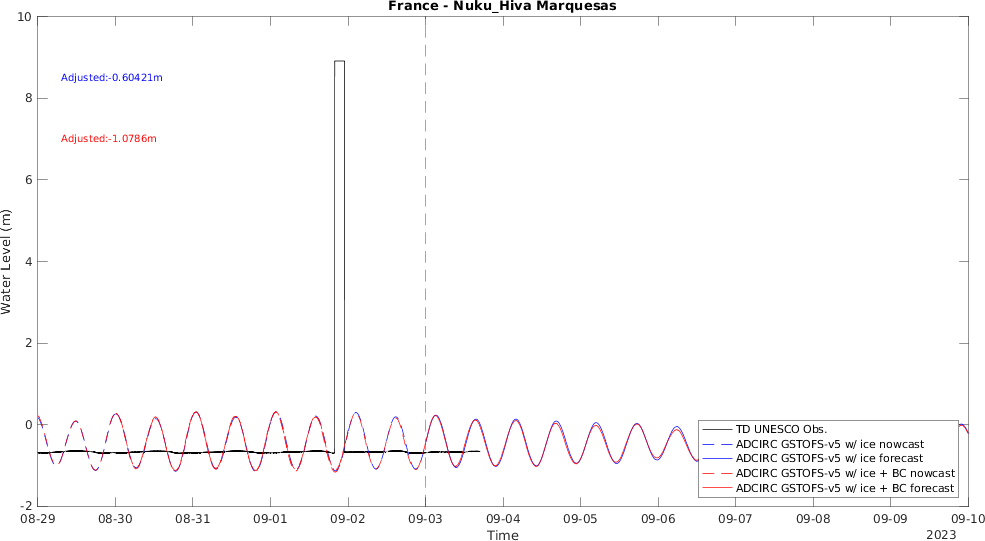 France - Nuku_Hiva Marquesas
10
8
6
4
2
0
-2
Water Level (m)
Adjusted:-0.60421m
Adjusted:-1.0786m
TD UNESCO Obs.
ADCIRC GSTOFS-v5 w/ ice nowcast
ADCIRC GSTOFS-v5 w/ ice forecast
ADCIRC GSTOFS-v5 w/ ice + BC nowcast
ADCIRC GSTOFS-v5 w/ ice + BC forecast
08-29 08-30 08-31 09-01 09-02 09-03 09-04 09-05 09-06 09-07 09-08 09-09 09-10
Time
2023